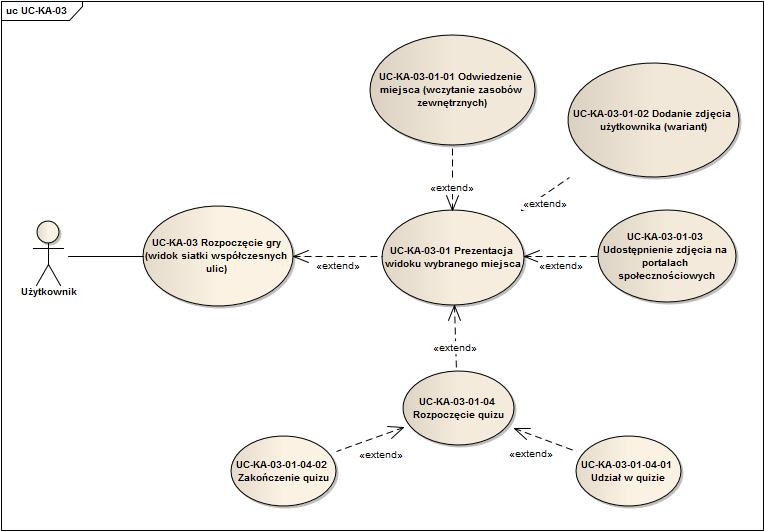 uc UC-KA-03
UC-KA-03-01-01 Odwiedzenie
miejsca (wczytanie zasobów
zewnętrznych)
UC-KA-03-01-02 Dodanie zdjęcia
użytkownika (wariant)
«extend»
«extend»
UC-KA-03 Rozpoczęcie gry
(widok siatki współczesnych
ulic)
«extend»
UC-KA-03-01 Prezentacja
widoku wybranego miejsca
«extend»
UC-KA-03-01-03
Udostępnienie zdjęcia na
portalach
społecznościowych
Użytkownik
«extend»
UC-KA-03-01-04
Rozpoczęcie quizu
«extend»
«extend»
UC-KA-03-01-04-02
Zakończenie quizu
UC-KA-03-01-04-01
Udział w quizie